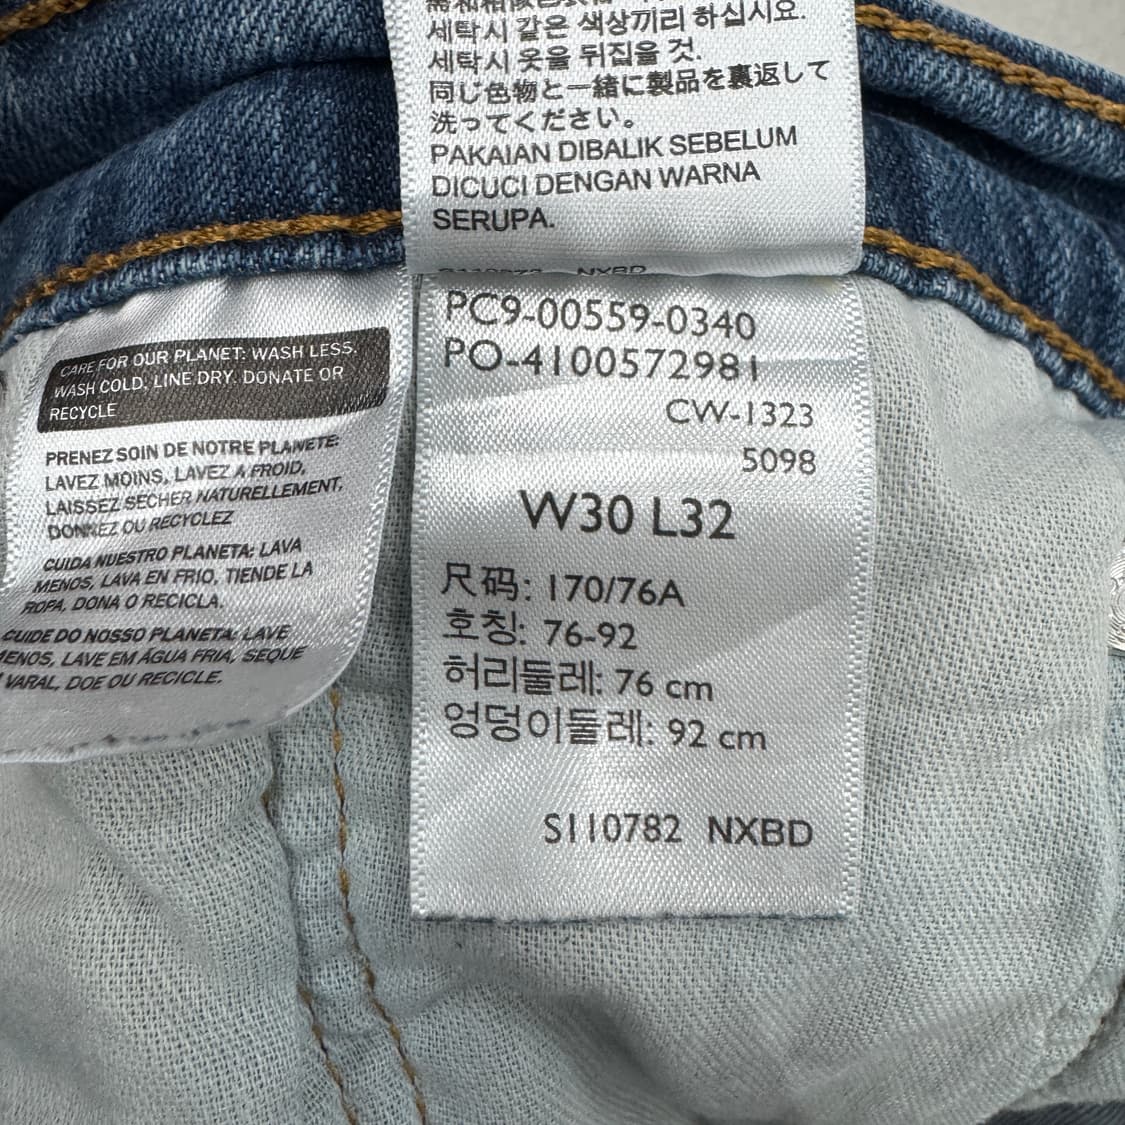 세탁시 같은 색상끼리 하십시요.
세탁시 옷을 뒤집을 것.
同じ色物と一緒に製品を裏返して
洗ってください。
PAKAIAN DIBALIK SEBELUM
DICUCI DENGAN WARNA
SERUPA.
NXBD
CARE FOR OUR PLANET: WASH LESS.
WASH COLD. LINE DRY. DONATE OR
RECYCLE
PRENEZ SOIN DE NOTRE PLANÈTE:
LAVEZ MOINS, LAVEZ A FROID,
LAISSEZ SECHER NATURELLEMENT,
DONNEZ OU RECYCLEZ
CUIDA NUESTRO PLANETA: LAVA
MENOS, LAVA EN FRIO, TIENDE LA
ROPA, DONA O RECICLA.
CUIDE DO NOSSO PLANETA: LAVE
MENOS, LAVE EM ÁGUA FRIA, SEQUE
VARAL, DOE OU RECICLE.
PC9-00559-0340
PO-4100572981
CW-1323
5098
W30 L32
尺码: 170/76A
호칭: 76-92
허리둘레: 76 cm
엉덩이둘레: 92 cm
S110782 NXBD